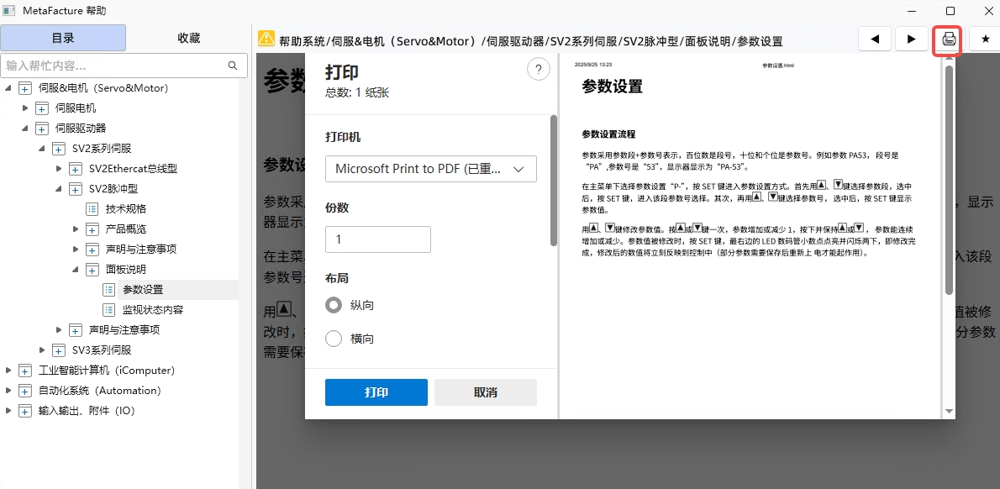 MetaFacture 帮助
目录
收藏
输入帮忙内容...
伺服&电机（Servo&Motor）
伺服电机
伺服驱动器
SV2系列伺服
SV2Ethercat总线型
SV2脉冲型
技术规格
产品概览
声明与注意事项
面板说明
参数设置
监视状态内容
声明与注意事项
SV3系列伺服
工业智能计算机（iComputer）
自动化系统（Automation）
输入输出、附件（IO）
帮助系统/伺服&电机（Servo&Motor）/伺服驱动器/SV2系列伺服/SV2脉冲型/面板说明/参数设置
参数
参数设
参数采
，显示
器显示
在主菜
入该段
参数号
用▲、
值被修
改时，
分参数
需要保
打印
总数: 1 纸张
?
打印机
Microsoft Print to PDF (已重...
份数
1
布局
纵向
横向
打印
取消
2025/9/25 13:23
参数设置.html
参数设置
参数设置流程
参数采用参数段+参数号表示，百位数是段号，十位和个位是参数号。例如参数 PA53， 段号是
“PA”,参数号是 “53”，显示器显示为 “PA-53”。
在主菜单下选择参数设置 “P-”，按 SET 键进入参数设置方式。首先用▲、▼键选择参数段，选中
后，按 SET 键，进入该段参数号选择。其次，再用▲、▼键选择参数号， 选中后，按 SET 键显示
参数值。
用▲、▼键修改参数值。按▲或▼键一次，参数增加或减少 1，按下并保持▲或▼， 参数能连续
增加或减少。参数值被修改时，按 SET 键，最右边的 LED 数码管小数点点亮并闪烁两下，即修改完
成，修改后的数值将立刻反映到控制中（部分参数需要保存后重新上 电才能起作用）。